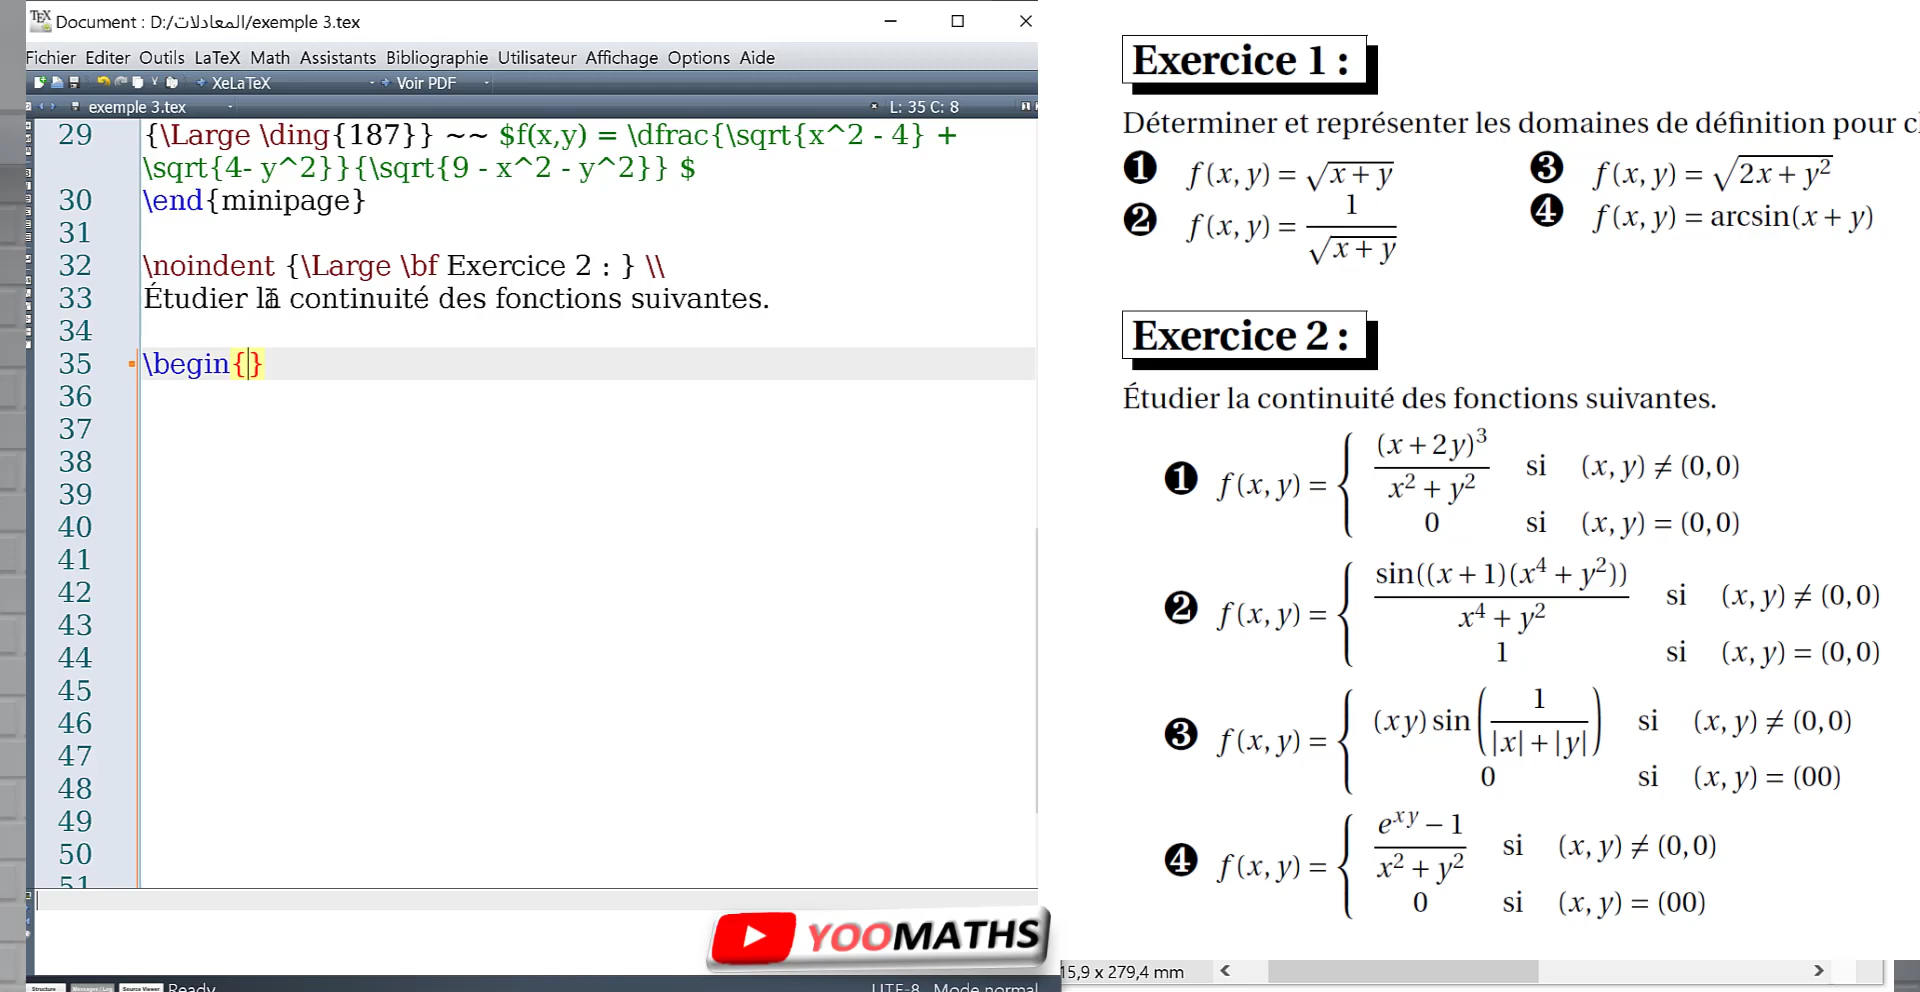 Document : D:/المعادلات/exemple 3.tex
Fichier Editer Outils LaTeX Math Assistants Bibliographie Utilisateur Affichage Options Aide
XeLaTeX Voir PDF
exemple 3.tex L: 35 C: 8
29 {\Large \ding{187}} ~~ $f(x,y) = \dfrac{\sqrt{x^2 - 4} +
\sqrt{4- y^2}}{\sqrt{9 - x^2 - y^2}} $
30 \end{minipage}
31
32 \noindent {\Large \bf Exercice 2 : } \\
33 Étudier la continuité des fonctions suivantes.
34
35 \begin{}
36
37
38
39
40
41
42
43
44
45
46
47
48
49
50
51
Structure Messages / Log Source Viewer Ready UTF-8 Mode normal
YOOMATHS
Exercice 1 :
Déterminer et représenter les domaines de définition pour c
❶ f(x, y) = √(x + y)
❷ f(x, y) = 1/√(x + y)
❸ f(x, y) = √(2x + y²)
❹ f(x, y) = arcsin(x + y)
Exercice 2 :
Étudier la continuité des fonctions suivantes.
❶ f(x, y) = { (x + 2y)³/(x² + y²) si (x, y) ≠ (0,0)
0 si (x, y) = (0,0)
❷ f(x, y) = { sin((x + 1)(x⁴ + y²))/(x⁴ + y²) si (x, y) ≠ (0,0)
1 si (x, y) = (0,0)
❸ f(x, y) = { (xy) sin(1/(|x| + |y|)) si (x, y) ≠ (0,0)
0 si (x, y) = (00)
❹ f(x, y) = { (e^{xy} − 1)/(x² + y²) si (x, y) ≠ (0,0)
0 si (x, y) = (00)
15,9 x 279,4 mm